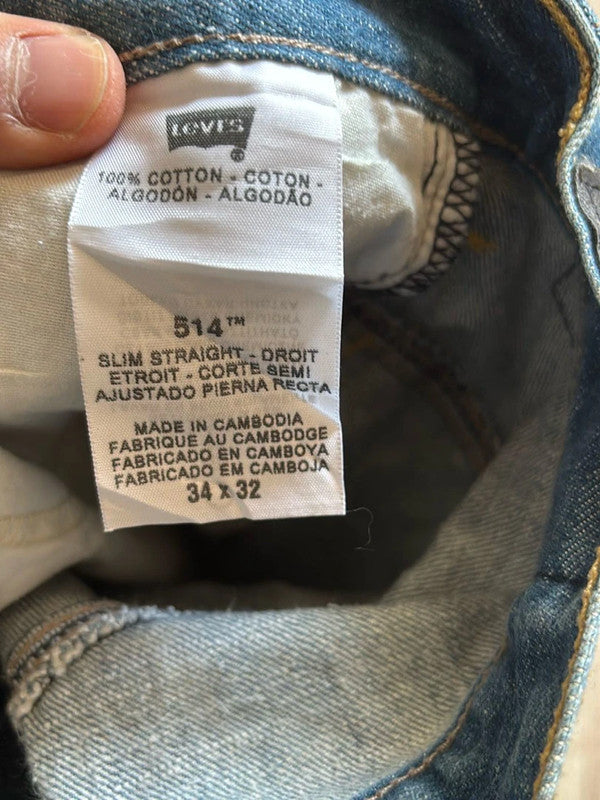 LEVI'S
100% COTTON - COTON -
ALGODÓN - ALGODÃO
514™
SLIM STRAIGHT - DROIT
ETROIT - CORTE SEMI
AJUSTADO PIERNA RECTA
MADE IN CAMBODIA
FABRIQUE AU CAMBODGE
FABRICADO EN CAMBOYA
FABRICADO EM CAMBOJA
34 x 32